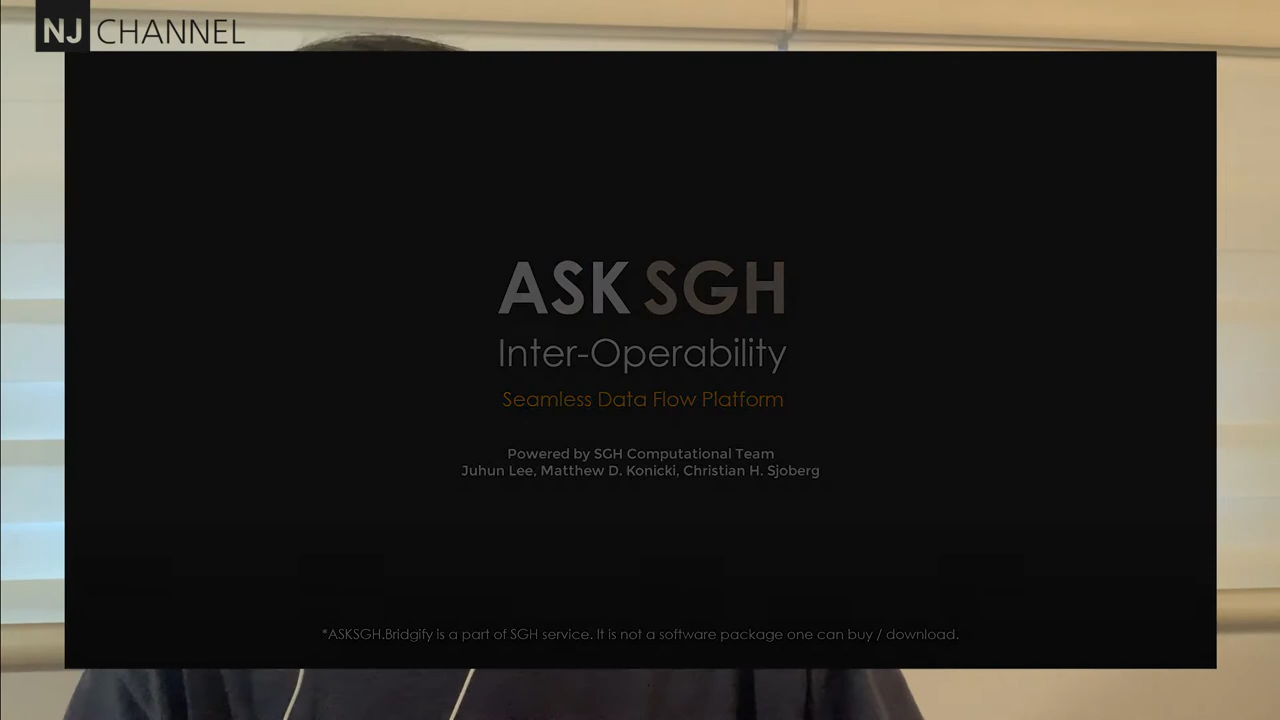 NJ CHANNEL
ASK SGH
Inter-Operability
Seamless Data Flow Platform
Powered by SGH Computational Team
Juhun Lee, Matthew D. Konicki, Christian H. Sjoberg
*ASKSGH.Bridgify is a part of SGH service. It is not a software package one can buy / download.